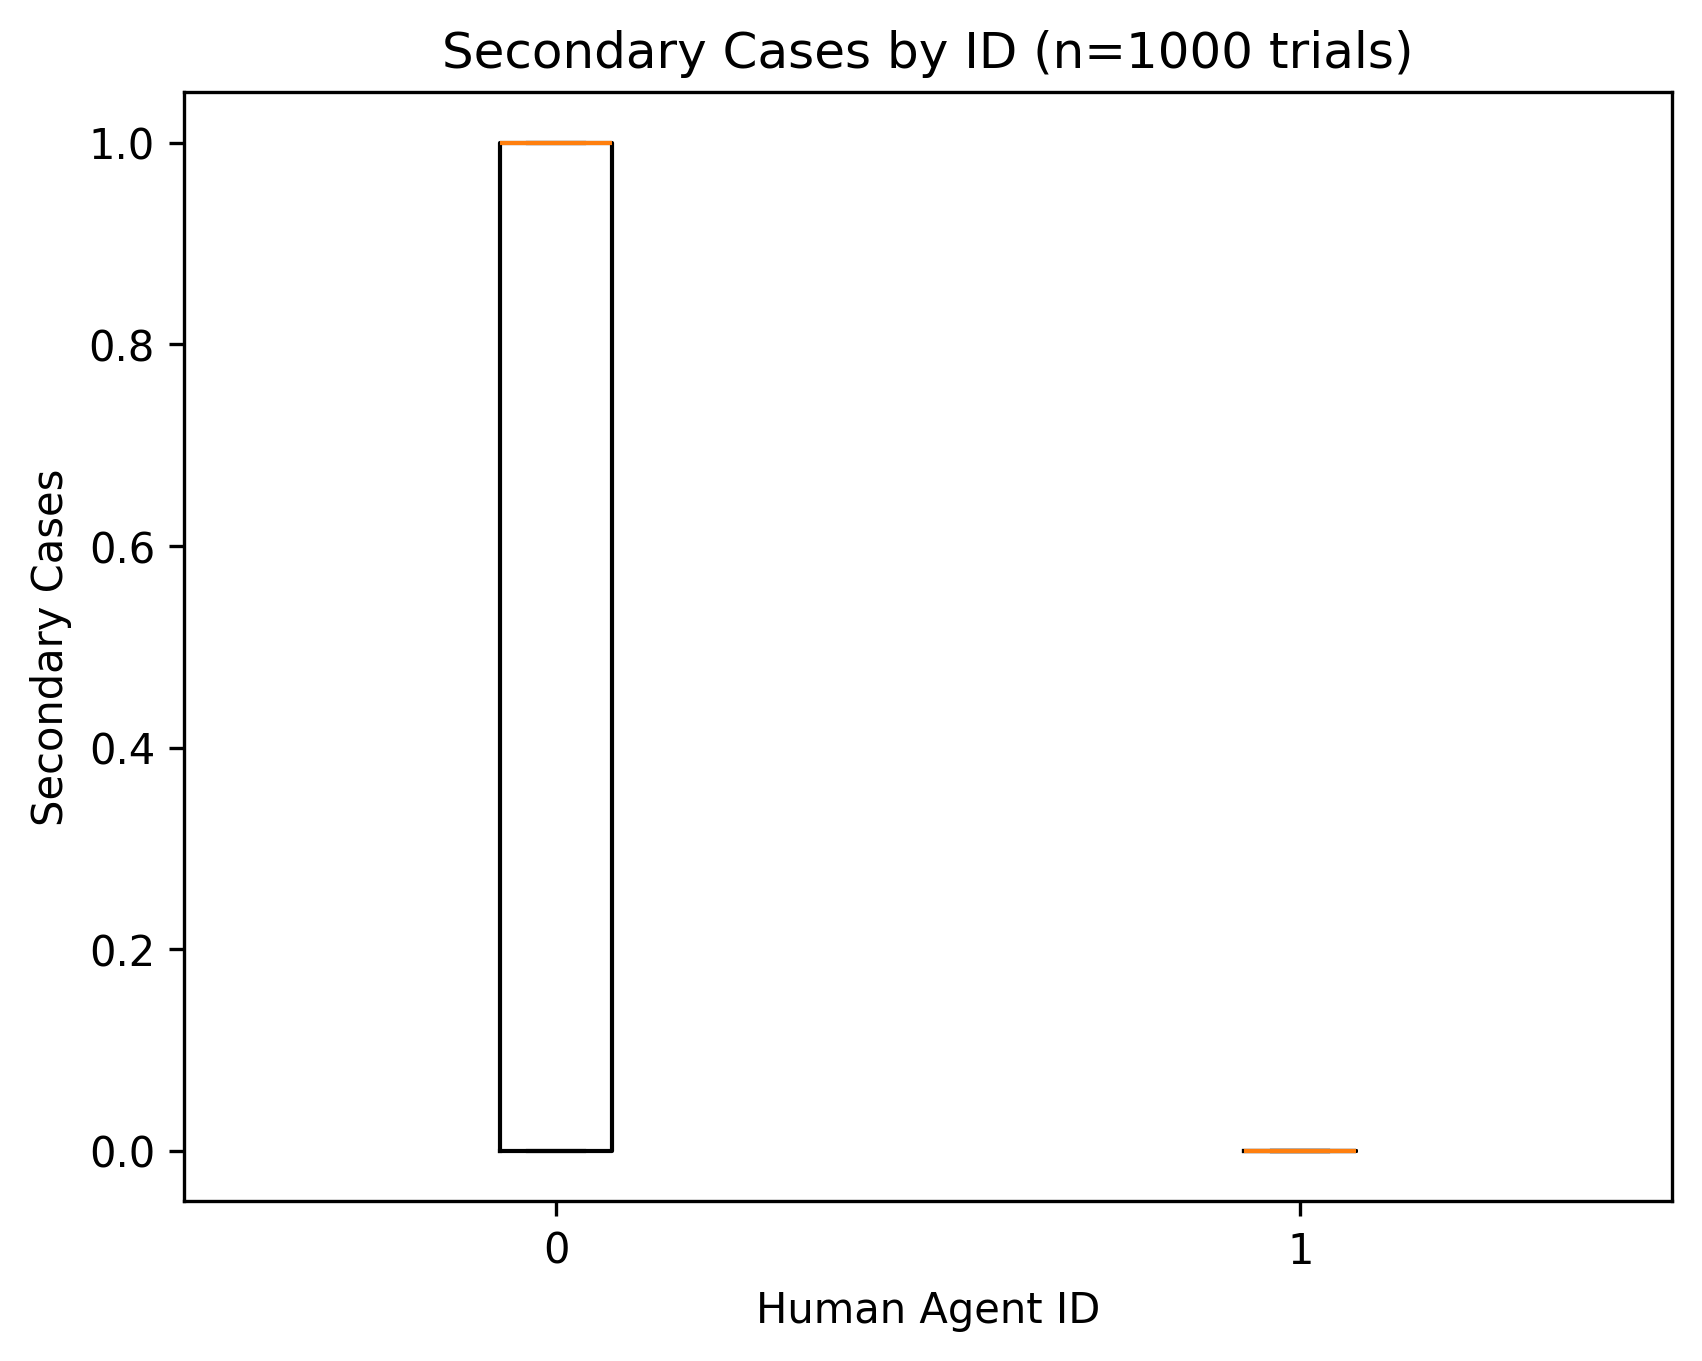 Secondary Cases by ID (n=1000 trials)
1.0
0.8
0.6
0.4
0.2
0.0
Secondary Cases
0 1
Human Agent ID